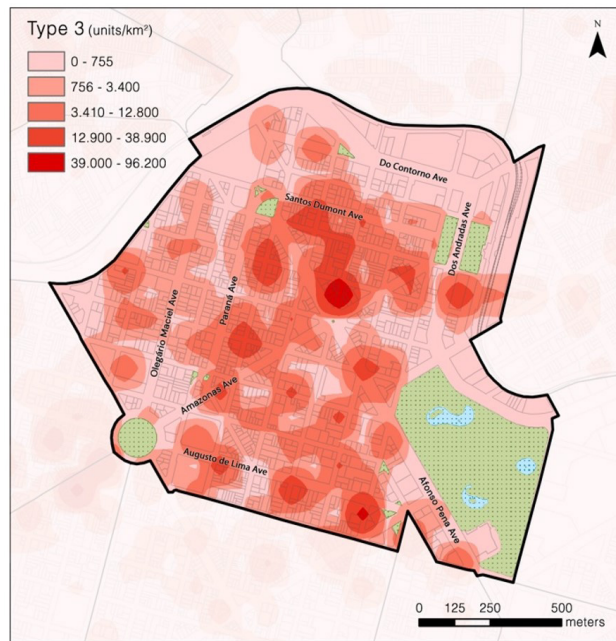 Type 3 (units/km²)
N
0 - 755
756 - 3.400
3.410 - 12.800
12.900 - 38.900
39.000 - 96.200
Do Contorno Ave
Santos Dumont Ave
Dos Andradas Ave
Paraná Ave
Olegário Maciel Ave
Amazonas Ave
Augusto de Lima Ave
Afonso Pena Ave
0 125 250 500
meters